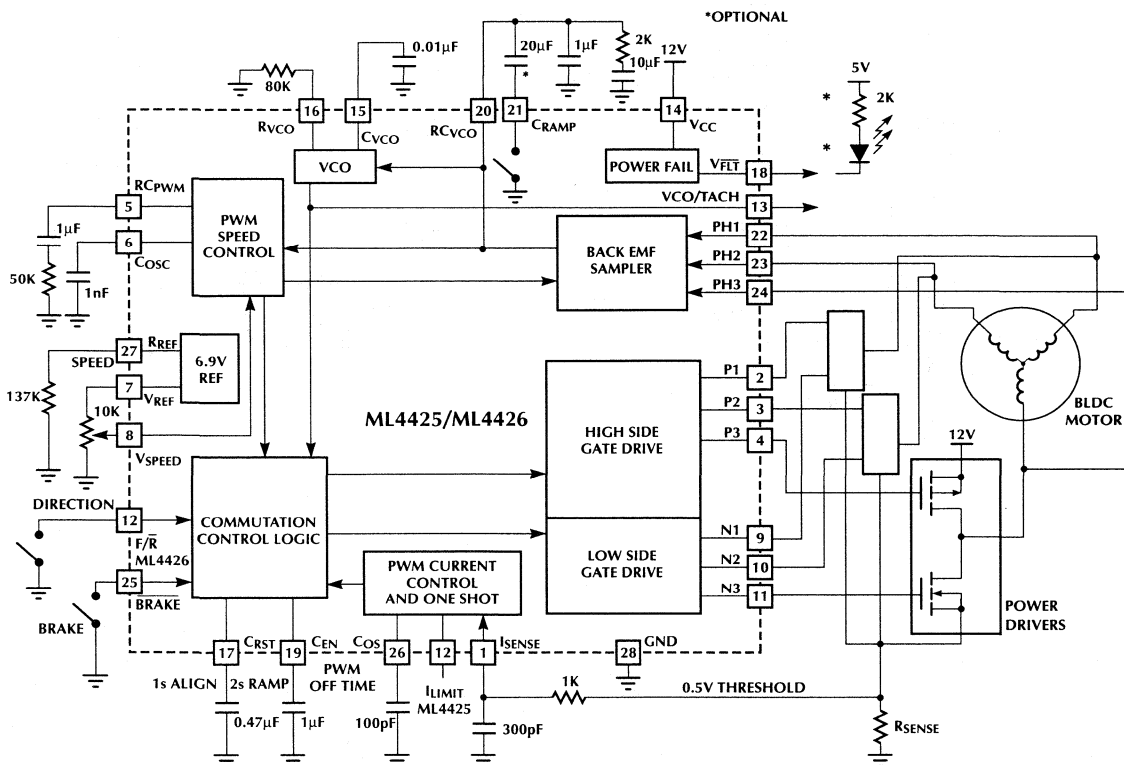 *OPTIONAL
0.01µF
20µF
*
1µF
2K
10µF
12V
5V
*
2K
*
80K
16
15
20
21
14
RVCO
CVCO
RCVCO
CRAMP
VCC
VCO
POWER FAIL
VFLT
18
VCO/TACH
13
RCPWM
5
1µF
6
COSC
50K
1nF
PWM
SPEED
CONTROL
BACK EMF
SAMPLER
PH1
22
PH2
23
PH3
24
SPEED
27
RREF
6.9V
REF
137K
7
VREF
10K
8
VSPEED
ML4425/ML4426
HIGH SIDE
GATE DRIVE
P1
2
P2
3
P3
4
BLDC
MOTOR
12V
DIRECTION
12
F/R
ML4426
25
BRAKE
BRAKE
COMMUTATION
CONTROL LOGIC
PWM CURRENT
CONTROL
AND ONE SHOT
LOW SIDE
GATE DRIVE
N1
9
N2
10
N3
11
POWER
DRIVERS
17
CRST
19
CEN
COS
26
12
1
ISENSE
28
GND
1s ALIGN
2s RAMP
PWM
OFF TIME
ILIMIT
ML4425
1K
0.5V THRESHOLD
0.47µF
1µF
100pF
300pF
RSENSE